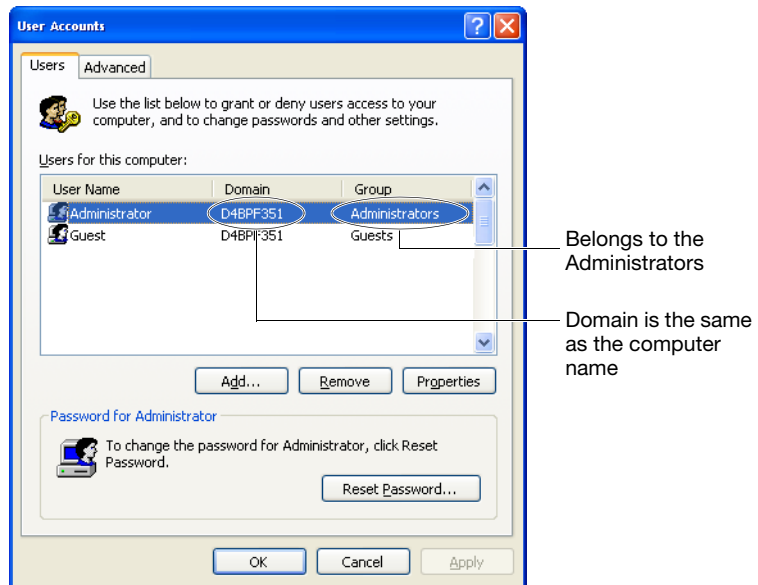 User Accounts
Users
Advanced
Use the list below to grant or deny users access to your
computer, and to change passwords and other settings.
Users for this computer:
User Name Domain Group
Administrator D4BPF351 Administrators
Guest D4BPF351 Guests
Belongs to the
Administrators
Domain is the same
as the computer
name
Add... Remove Properties
Password for Administrator
To change the password for Administrator, click Reset
Password.
Reset Password...
OK Cancel Apply